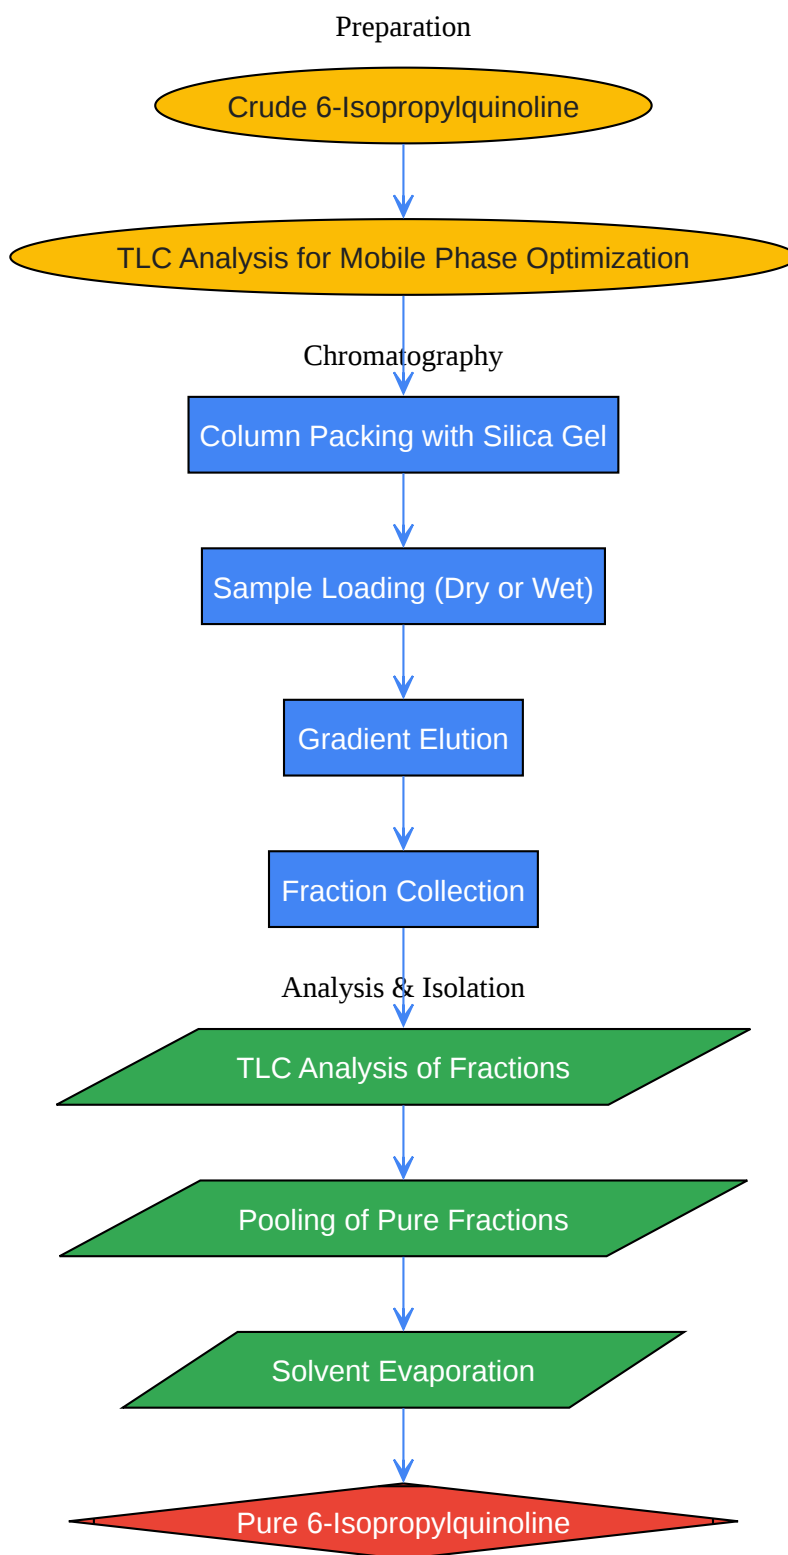 Preparation
Crude 6-Isopropylquinoline
TLC Analysis for Mobile Phase Optimization
Chromatography
Column Packing with Silica Gel
Sample Loading (Dry or Wet)
Gradient Elution
Fraction Collection
Analysis & Isolation
TLC Analysis of Fractions
Pooling of Pure Fractions
Solvent Evaporation
Pure 6-Isopropylquinoline